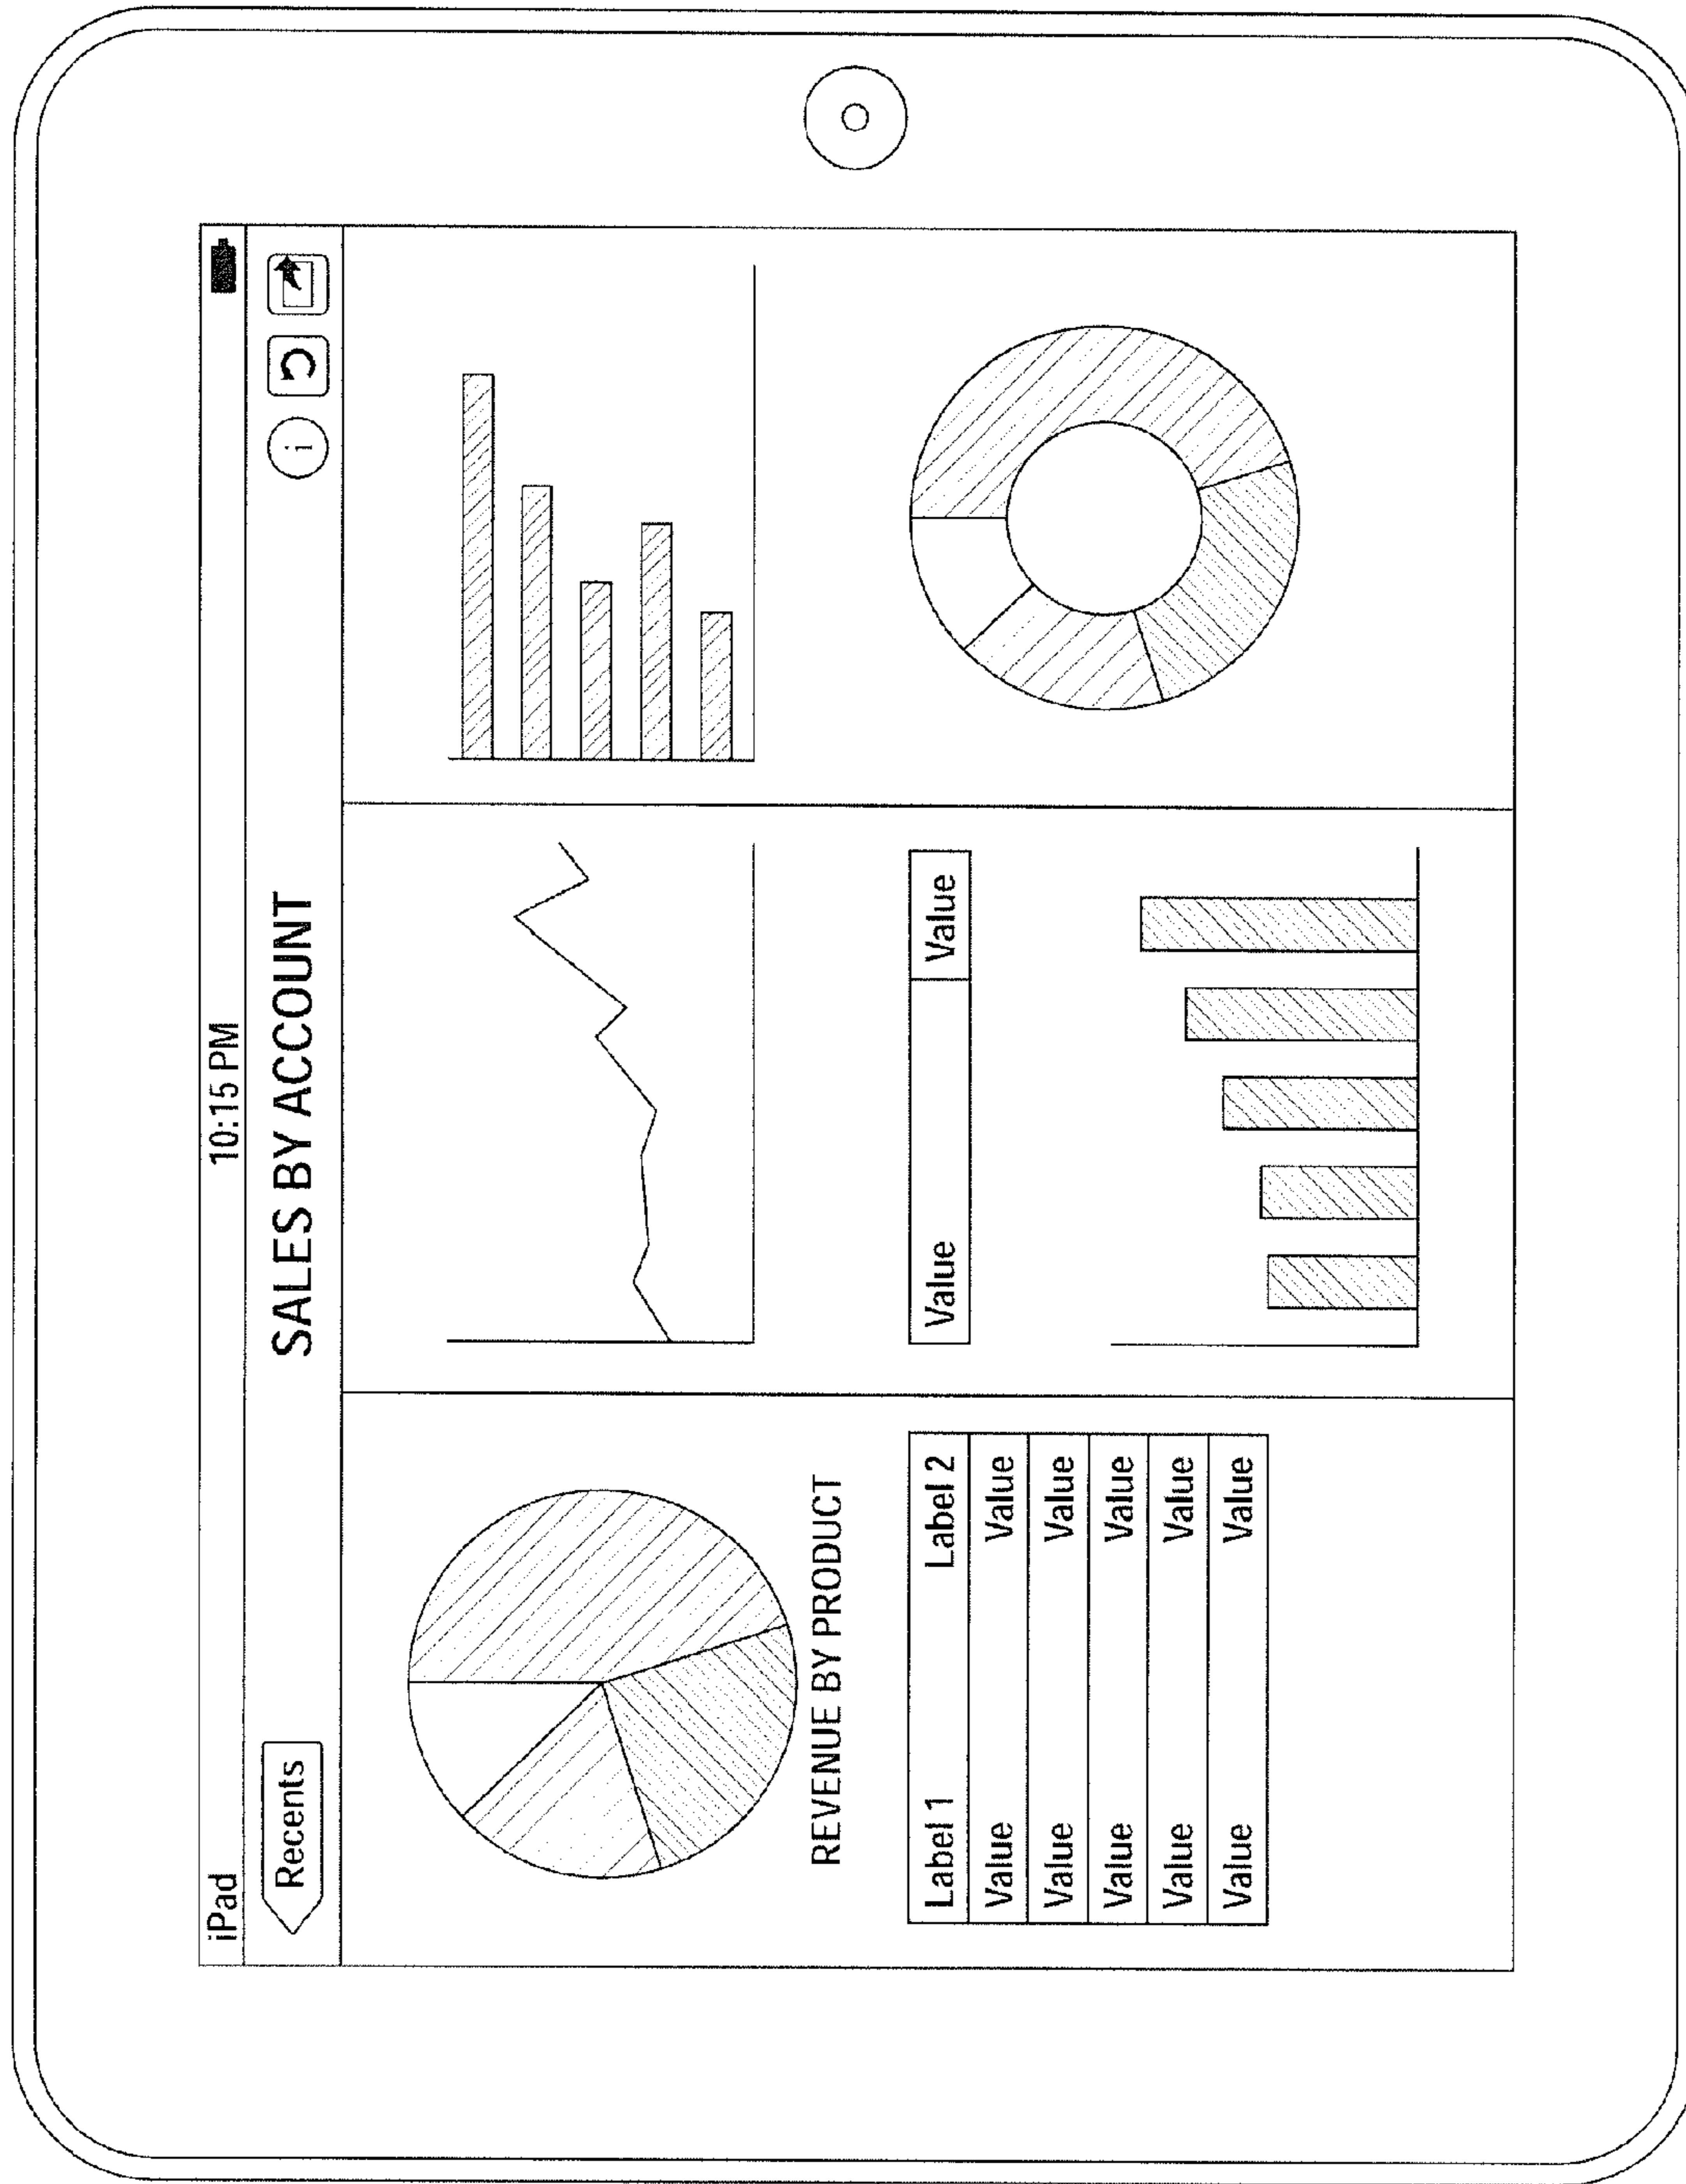 iPad 10:15 PM
Recents SALES BY ACCOUNT i
REVENUE BY PRODUCT
Label 1 Label 2
Value Value
Value Value
Value Value
Value Value
Value Value
Value Value